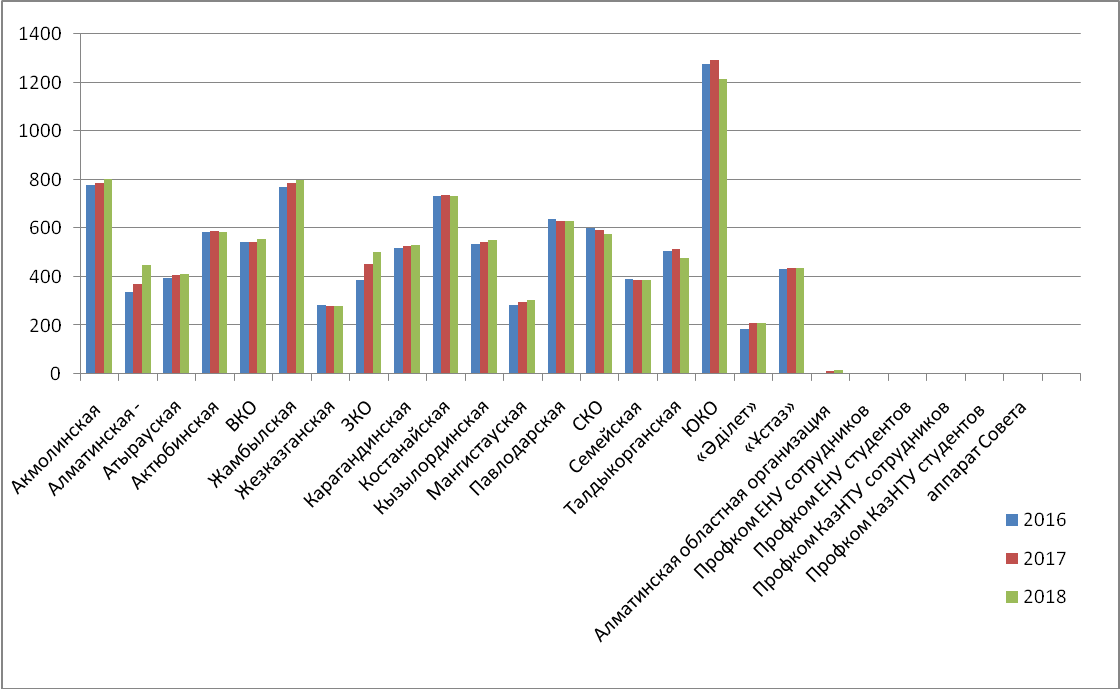 1400
1200
1000
800
600
400
200
0
Акмолинская
Алматинская -
Атырауская
Актюбинская
ВКО
Жамбылская
Жезказганская
ЗКО
Карагандинская
Костанайская
Кызылординская
Мангистауская
Павлодарская
СКО
Семейская
Талдыкорганская
ЮКО
«Әділет»
«Ұстаз»
Алматинская областная организация
Профком ЕНУ сотрудников
Профком ЕНУ студентов
Профком КазНТУ сотрудников
Профком КазНТУ студентов
аппарат Совета
2016
2017
2018